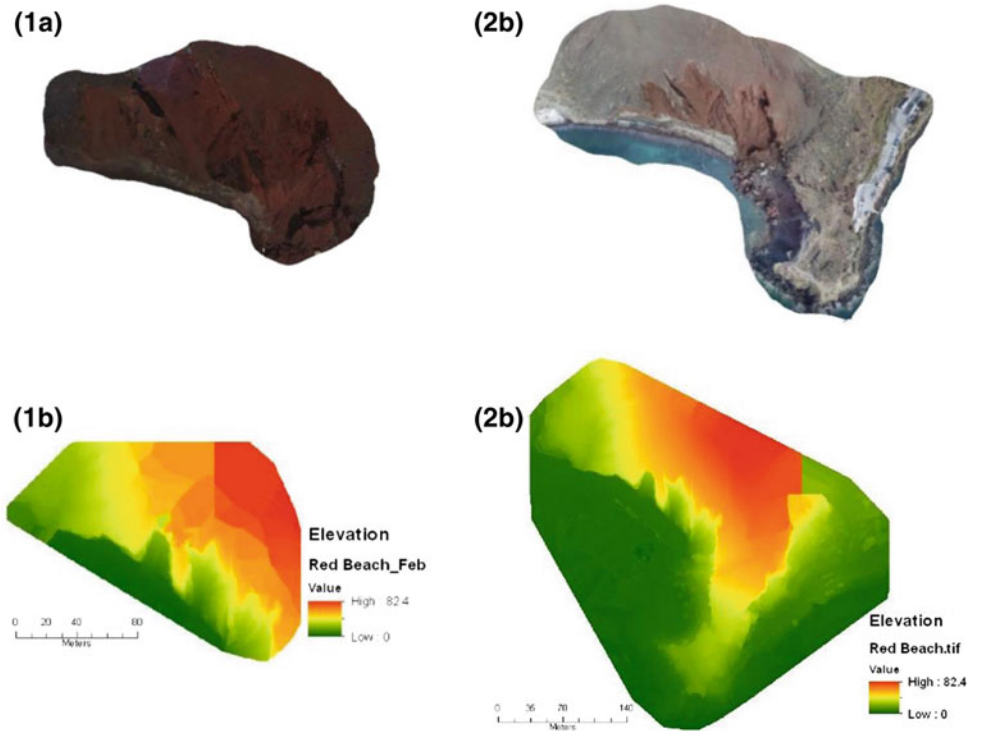 (1a)
(2b)
(1b)
(2b)
Elevation
Red Beach_Feb
Value
High : 82.4
Low : 0
0 20 40 80
Meters
Elevation
Red Beach.tif
Value
High : 82.4
Low : 0
0 35 70 140
Meters